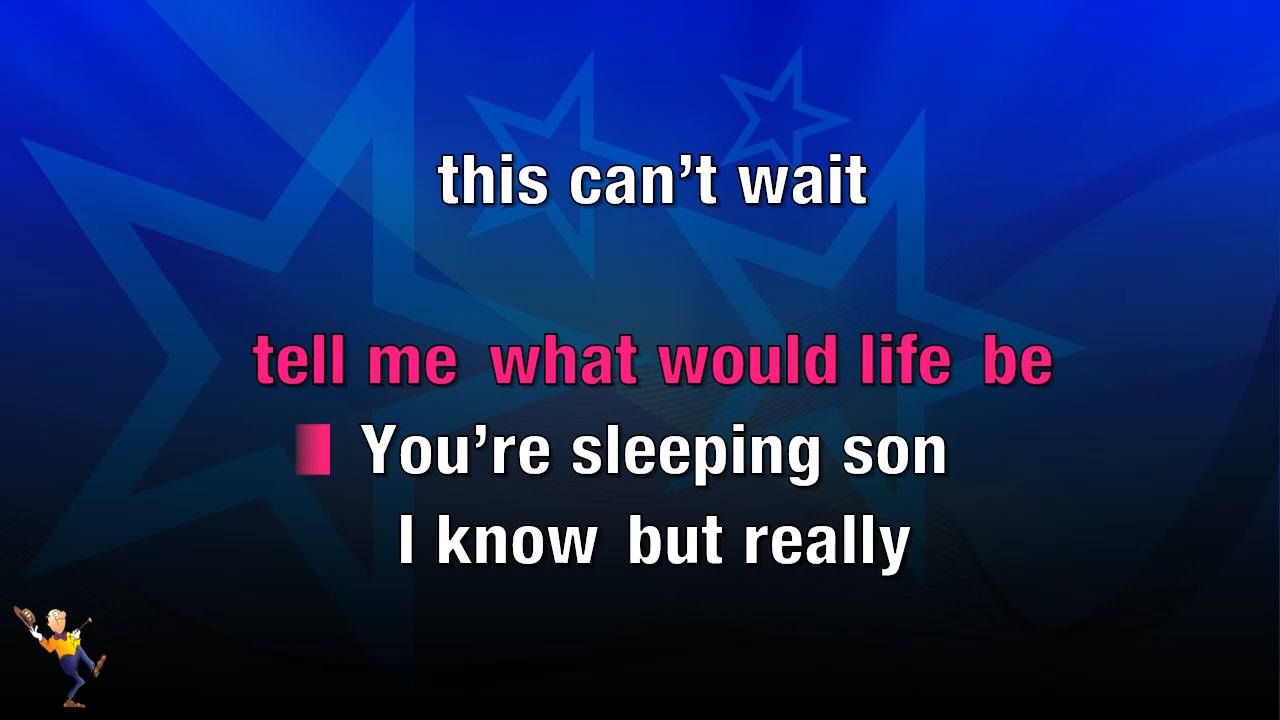 this can’t wait
tell me what would life be
You’re sleeping son
I know but really